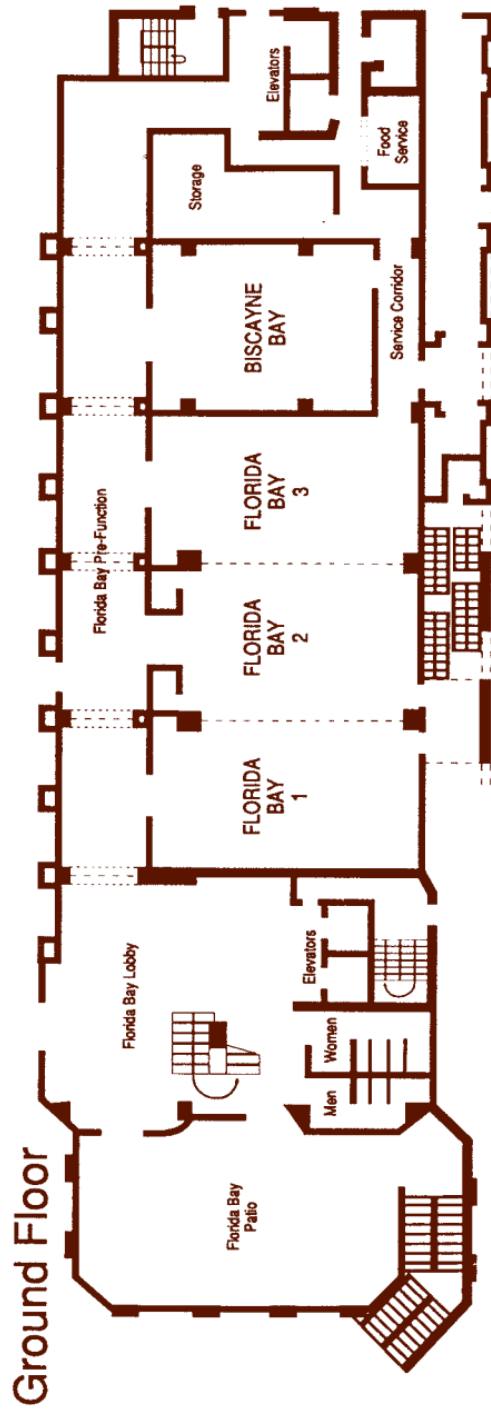 Ground Floor
Florida Bay
Patio
Florida Bay Lobby
Men
Women
Elevators
Florida Bay Pre-Function
FLORIDA
BAY
1
FLORIDA
BAY
2
FLORIDA
BAY
3
BISCAYNE
BAY
Service Corridor
Storage
Elevators
Food
Service